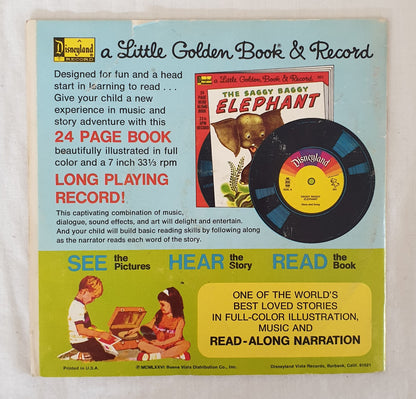 Disneyland
RECORD
a Little Golden Book & Record
Designed for fun and a head
start in learning to read . . .
Give your child a new
experience in music and
story adventure with this
24 PAGE BOOK
beautifully illustrated in full
color and a 7 inch 33⅓ rpm
LONG PLAYING
RECORD!
a Little Golden Book & Record
THE SAGGY BAGGY
ELEPHANT
Disneyland
SAGGY BAGGY
ELEPHANT
This captivating combination of music,
dialogue, sound effects, and art will delight and entertain.
And your child will build basic reading skills by following along
as the narrator reads each word of the story.
SEE the Pictures HEAR the Story READ the Book
ONE OF THE WORLD'S
BEST LOVED STORIES
IN FULL-COLOR ILLUSTRATION,
MUSIC AND
READ-ALONG NARRATION
Printed in U.S.A.
© MCMLXXVI Buena Vista Distribution Co., Inc.
Disneyland Vista Records, Burbank, Calif. 91521